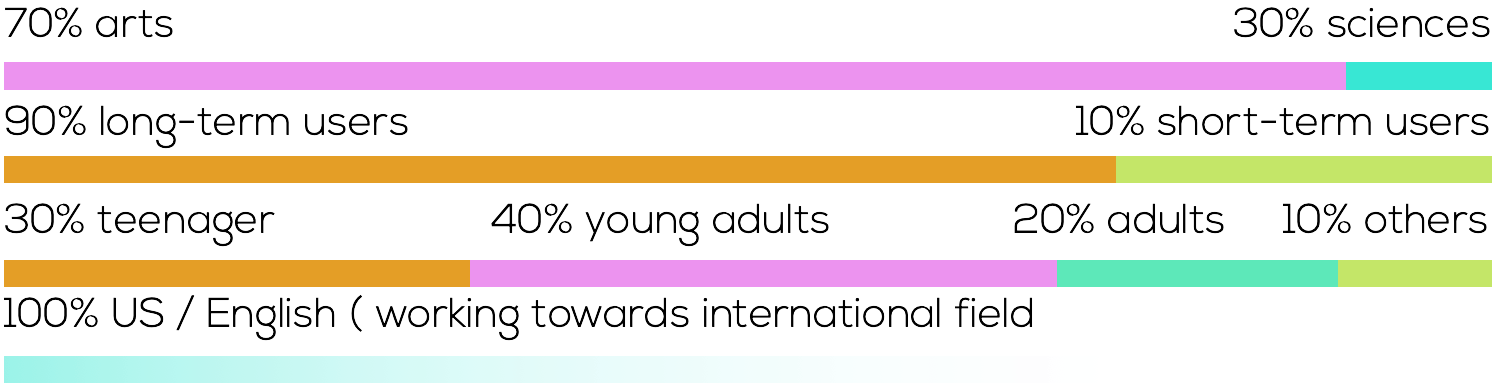 70% arts 30% sciences
90% long-term users 10% short-term users
30% teenager 40% young adults 20% adults 10% others
100% US / English ( working towards international field